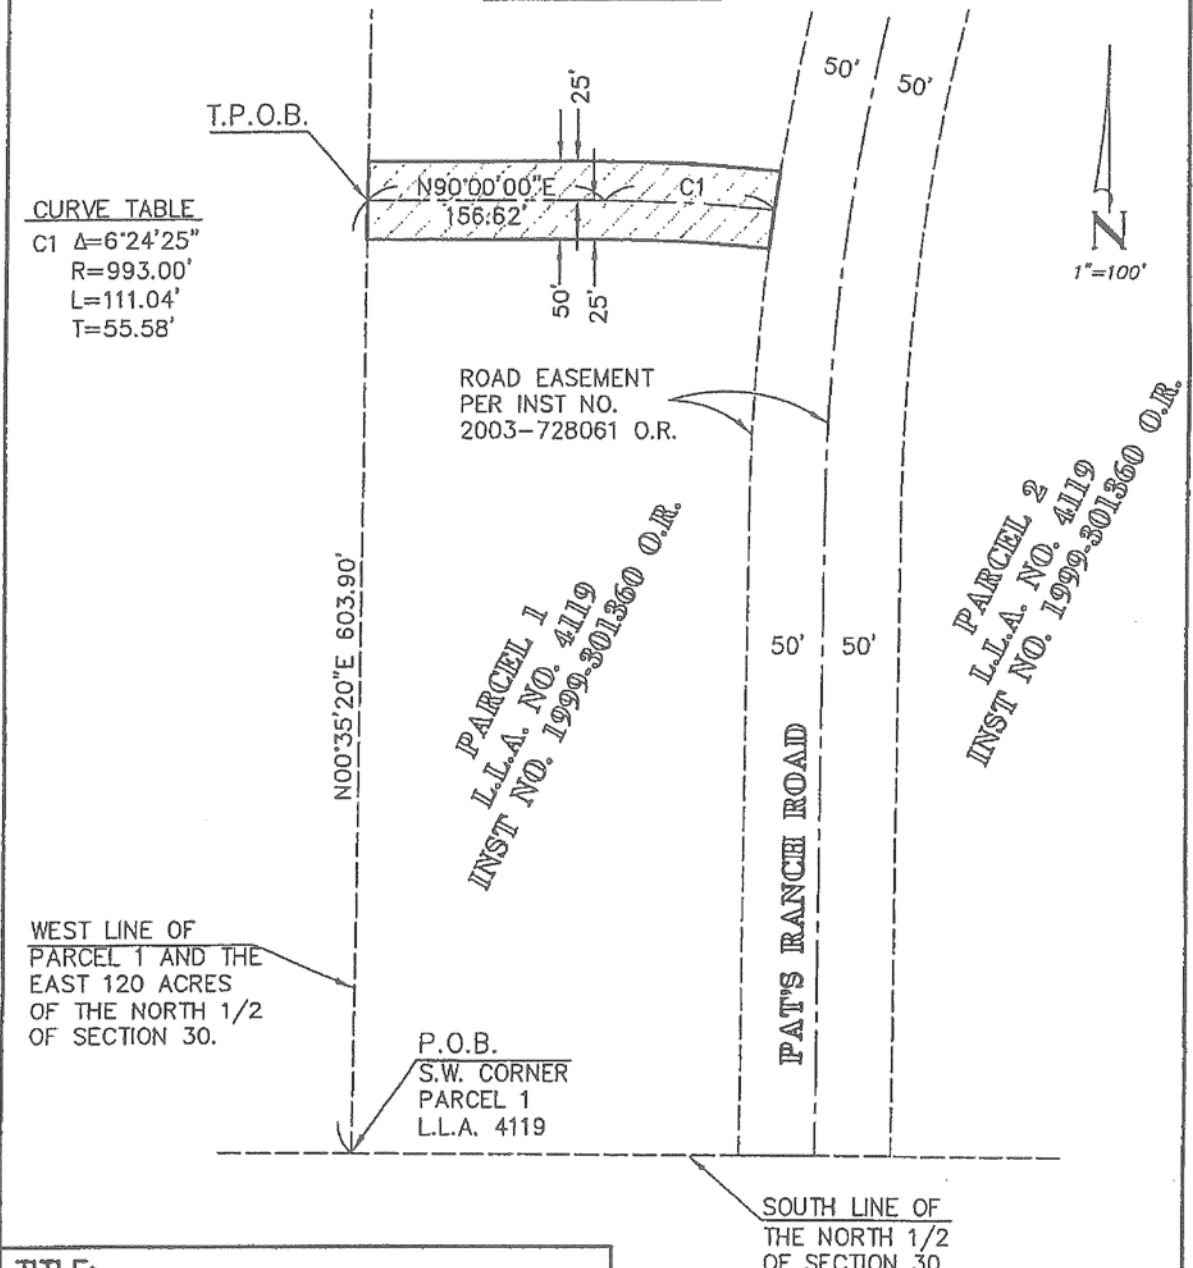 50'
50'
25'
T.P.O.B.
N90°00'00"E
C1
156.62'
CURVE TABLE
C1 Δ=6°24'25"
R=993.00'
L=111.04'
T=55.58'
N
1"=100'
50'
25'
ROAD EASEMENT
PER INST NO.
2003-728061 O.R.
N00°35'20"E 603.90'
PARCEL 1
L.L.A. NO. 4119
INST NO. 1999-301360 O.R.
PARCEL 2
L.L.A. NO. 4119
INST NO. 1999-301360 O.R.
50'
50'
PAT'S RANCH ROAD
WEST LINE OF
PARCEL 1 AND THE
EAST 120 ACRES
OF THE NORTH 1/2
OF SECTION 30.
P.O.B.
S.W. CORNER
PARCEL 1
L.L.A. 4119
SOUTH LINE OF
THE NORTH 1/2
OF SECTION 30
TITLE: